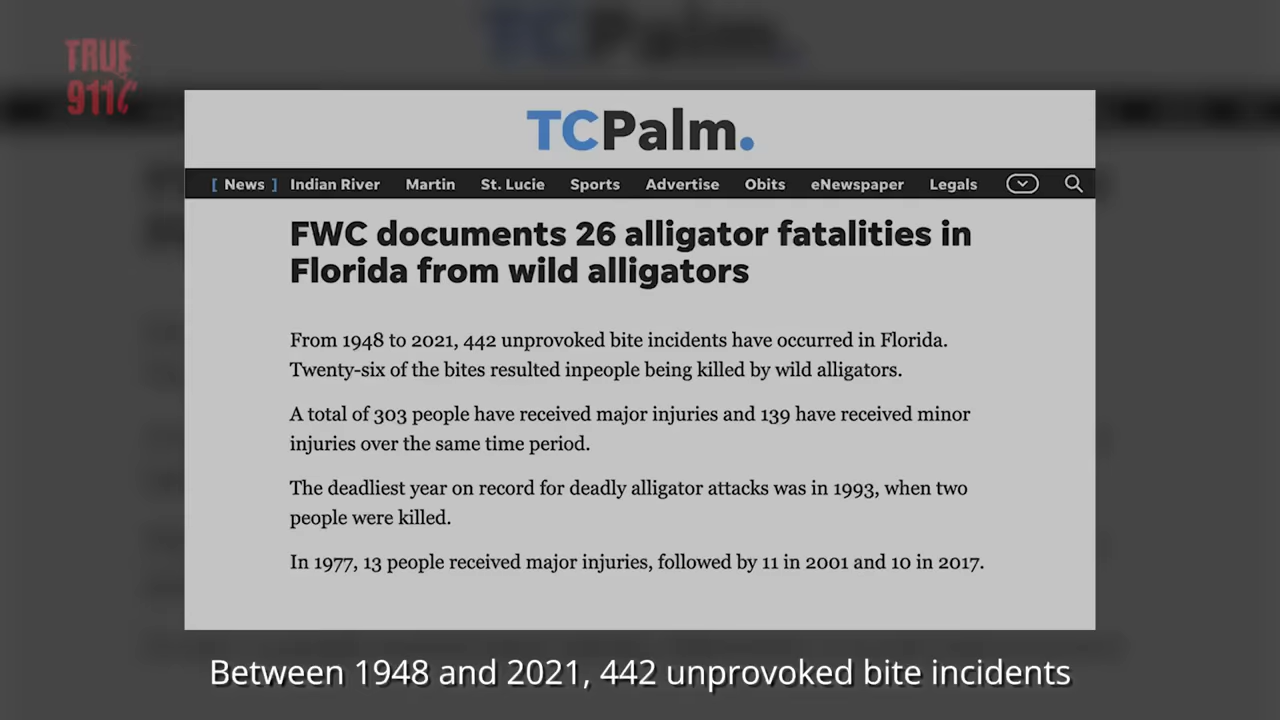 TRUE
911
TCPalm.
[ News ] Indian River Martin St. Lucie Sports Advertise Obits eNewspaper Legals
FWC documents 26 alligator fatalities in
Florida from wild alligators
From 1948 to 2021, 442 unprovoked bite incidents have occurred in Florida.
Twenty-six of the bites resulted inpeople being killed by wild alligators.
A total of 303 people have received major injuries and 139 have received minor
injuries over the same time period.
The deadliest year on record for deadly alligator attacks was in 1993, when two
people were killed.
In 1977, 13 people received major injuries, followed by 11 in 2001 and 10 in 2017.
Between 1948 and 2021, 442 unprovoked bite incidents